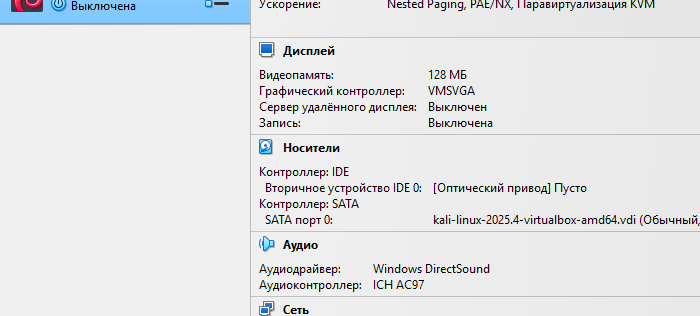 Выключена
Ускорение: Nested Paging, PAE/NX, Паравиртуализация KVM
Дисплей
Видеопамять: 128 МБ
Графический контроллер: VMSVGA
Сервер удалённого дисплея: Выключен
Запись: Выключена
Носители
Контроллер: IDE
Вторичное устройство IDE 0: [Оптический привод] Пусто
Контроллер: SATA
SATA порт 0: kali-linux-2025.4-virtualbox-amd64.vdi (Обычный,
Аудио
Аудиодрайвер: Windows DirectSound
Аудиоконтроллер: ICH AC97
Сеть